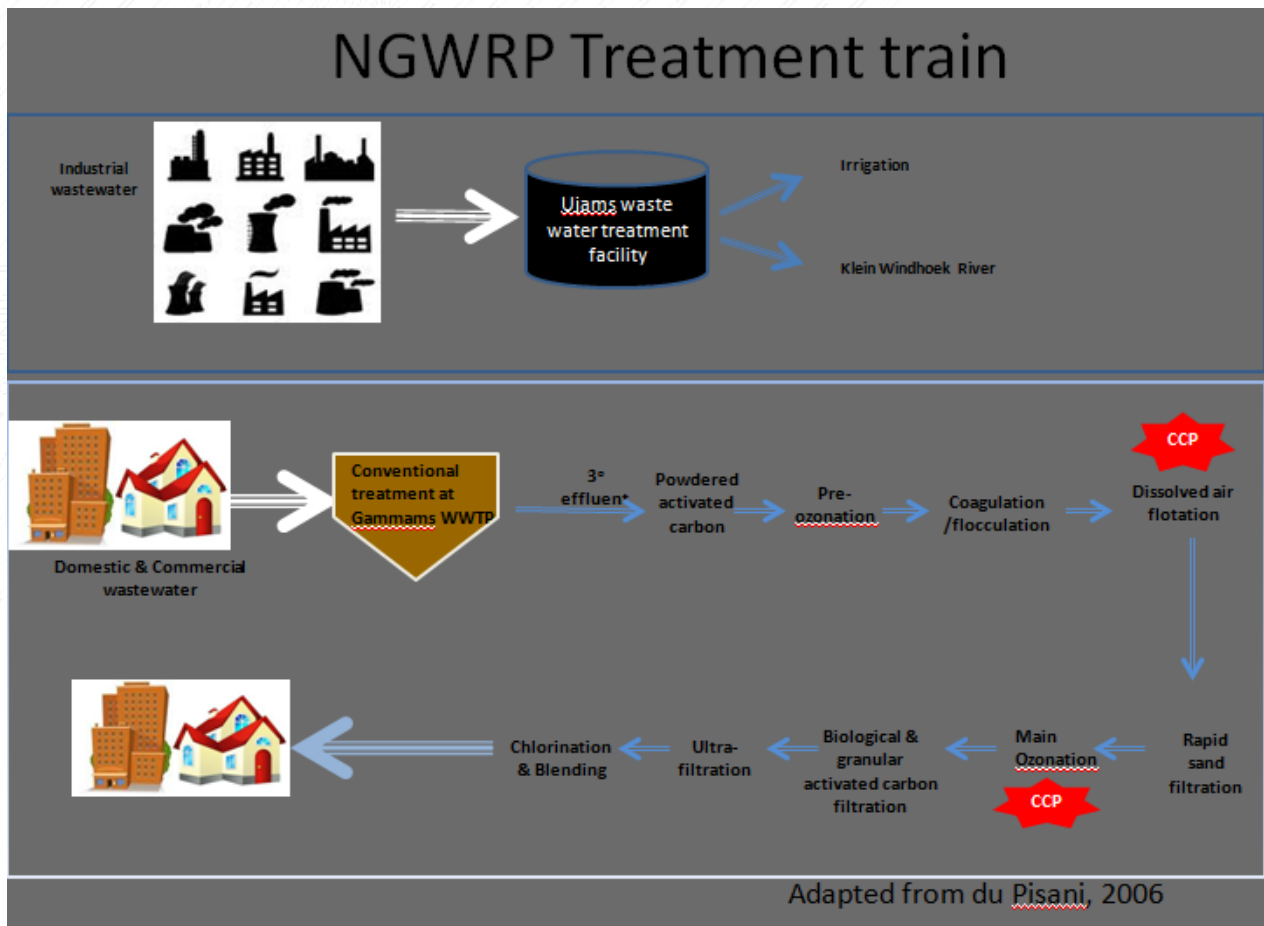 NGWRP Treatment train
Industrial
wastewater
Ujams waste
water treatment
facility
Irrigation
Klein Windhoek River
Domestic & Commercial
wastewater
Conventional
treatment at
Gammams WWTP
3º
effluent
Powdered
activated
carbon
Pre-
ozonation
Coagulation
/flocculation
CCP
Dissolved air
flotation
Rapid
sand
filtration
Main
Ozonation
CCP
Biological &
granular
activated carbon
filtration
Ultra-
filtration
Chlorination
& Blending
Adapted from du Pisani, 2006